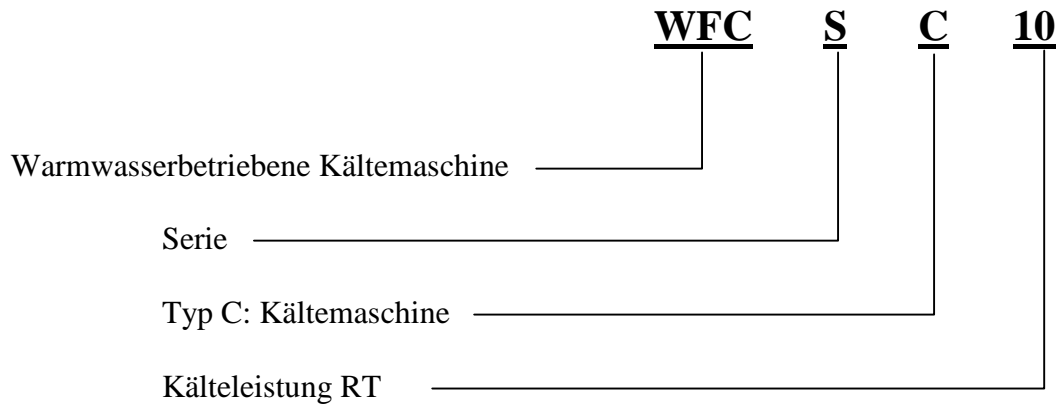 WFC S C 10
Warmwasserbetriebene Kältemaschine
Serie
Typ C: Kältemaschine
Kälteleistung RT